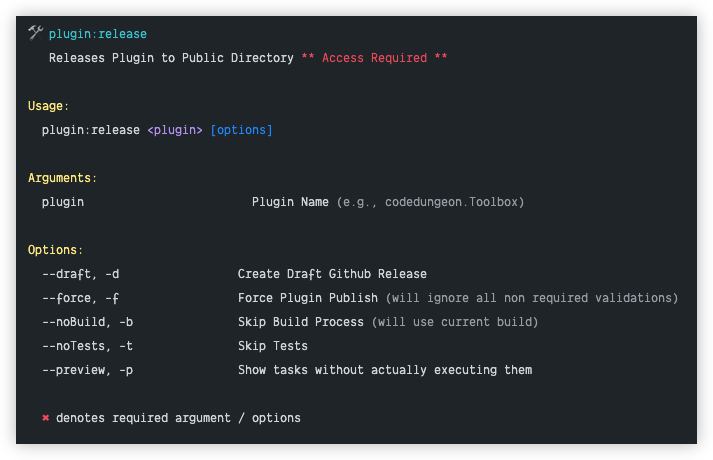 plugin:release
Releases Plugin to Public Directory ** Access Required **
Usage:
plugin:release <plugin> [options]
Arguments:
plugin Plugin Name (e.g., codedungeon.Toolbox)
Options:
--draft, -d Create Draft Github Release
--force, -f Force Plugin Publish (will ignore all non required validations)
--noBuild, -b Skip Build Process (will use current build)
--noTests, -t Skip Tests
--preview, -p Show tasks without actually executing them
✖ denotes required argument / options